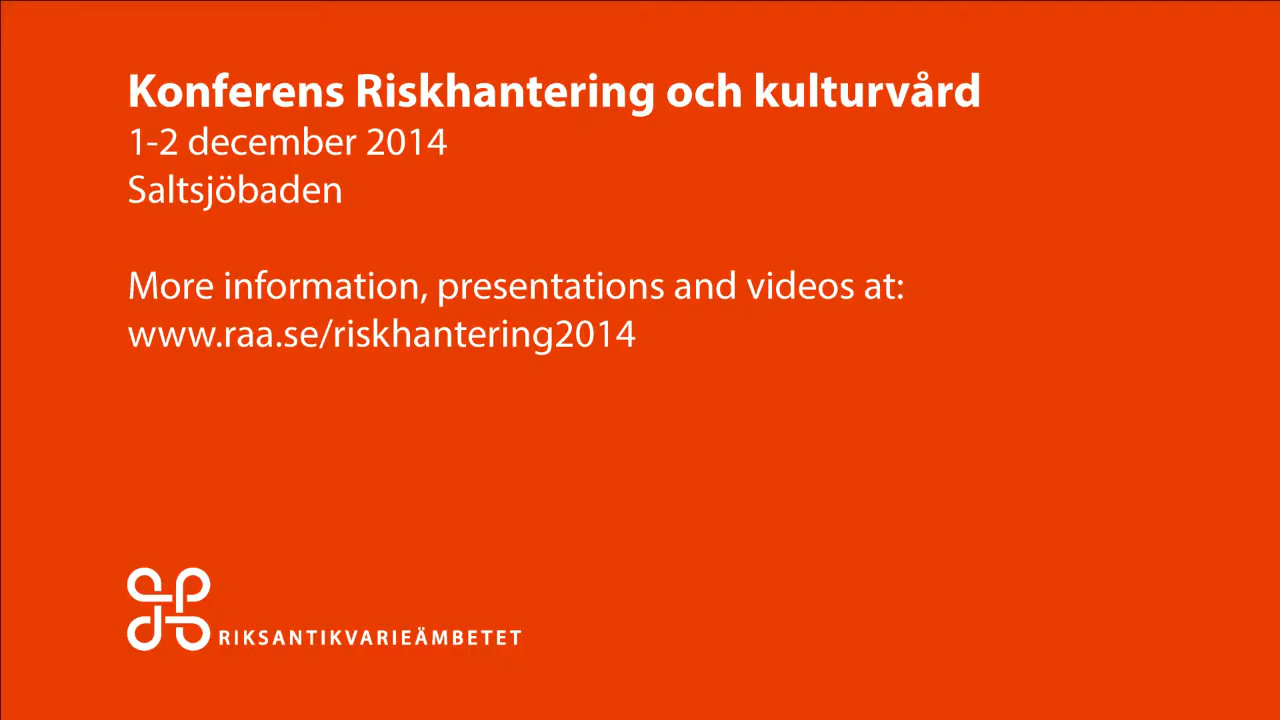 Konferens Riskhantering och kulturvård
1-2 december 2014
Saltsjöbaden
More information, presentations and videos at:
www.raa.se/riskhantering2014
RIKSANTIKVARIEÄMBETET